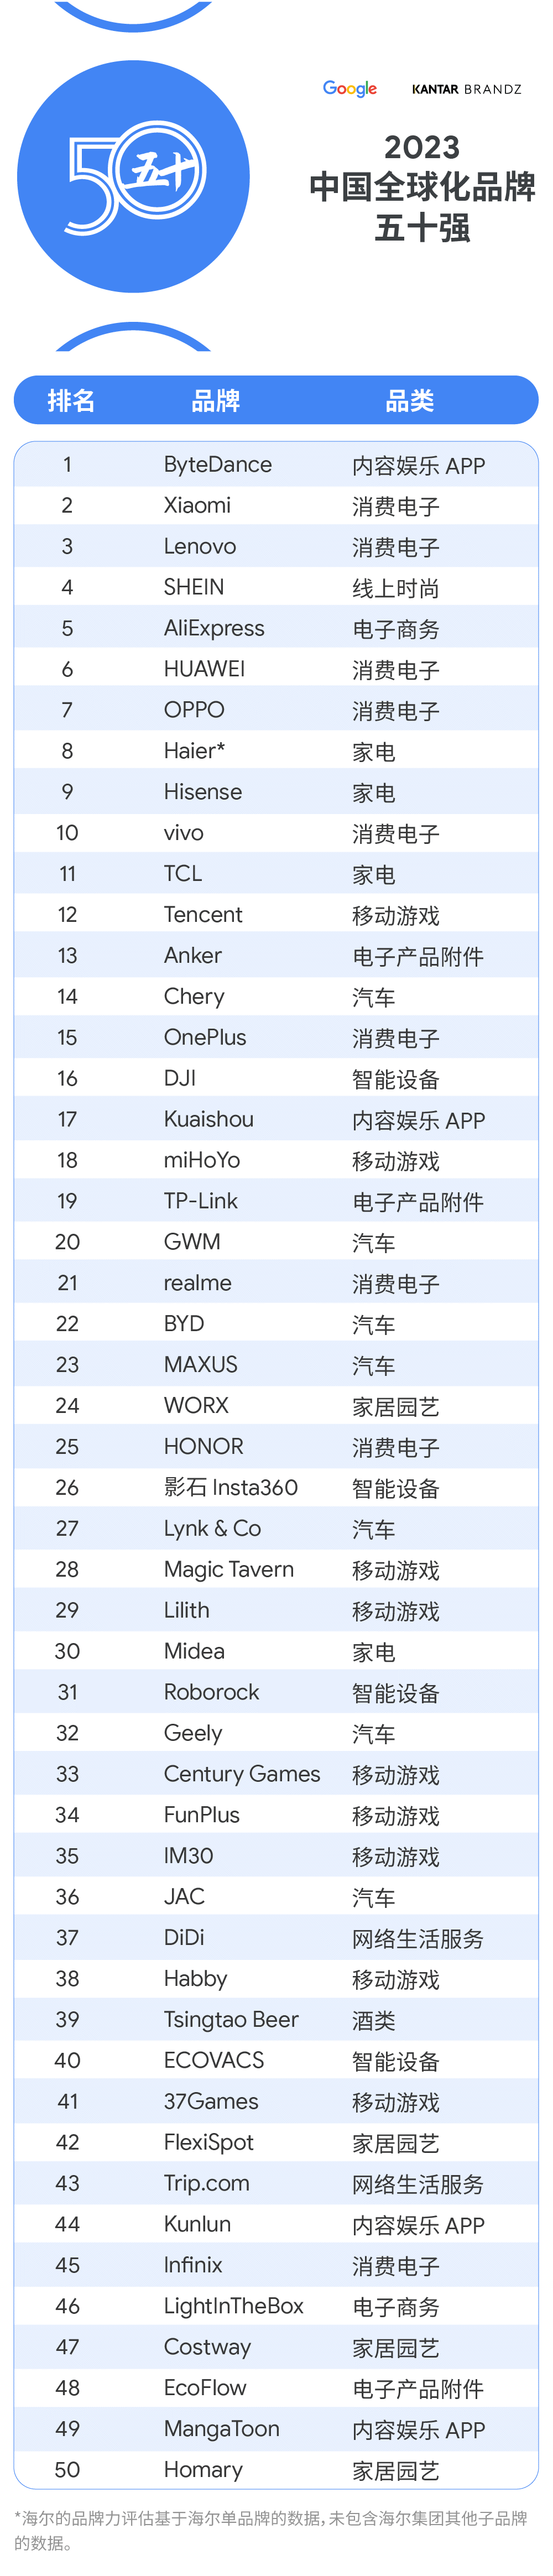 Google KANTAR BRANDZ
50 五十
2023
中国全球化品牌
五十强
排名 品牌 品类
1 ByteDance 内容娱乐 APP
2 Xiaomi 消费电子
3 Lenovo 消费电子
4 SHEIN 线上时尚
5 AliExpress 电子商务
6 HUAWEI 消费电子
7 OPPO 消费电子
8 Haier* 家电
9 Hisense 家电
10 vivo 消费电子
11 TCL 家电
12 Tencent 移动游戏
13 Anker 电子产品附件
14 Chery 汽车
15 OnePlus 消费电子
16 DJI 智能设备
17 Kuaishou 内容娱乐 APP
18 miHoYo 移动游戏
19 TP-Link 电子产品附件
20 GWM 汽车
21 realme 消费电子
22 BYD 汽车
23 MAXUS 汽车
24 WORX 家居园艺
25 HONOR 消费电子
26 影石 Insta360 智能设备
27 Lynk & Co 汽车
28 Magic Tavern 移动游戏
29 Lilith 移动游戏
30 Midea 家电
31 Roborock 智能设备
32 Geely 汽车
33 Century Games 移动游戏
34 FunPlus 移动游戏
35 IM30 移动游戏
36 JAC 汽车
37 DiDi 网络生活服务
38 Habby 移动游戏
39 Tsingtao Beer 酒类
40 ECOVACS 智能设备
41 37Games 移动游戏
42 FlexiSpot 家居园艺
43 Trip.com 网络生活服务
44 Kunlun 内容娱乐 APP
45 Infinix 消费电子
46 LightInTheBox 电子商务
47 Costway 家居园艺
48 EcoFlow 电子产品附件
49 MangaToon 内容娱乐 APP
50 Homary 家居园艺
*海尔的品牌力评估基于海尔单品牌的数据，未包含海尔集团其他子品牌
的数据。